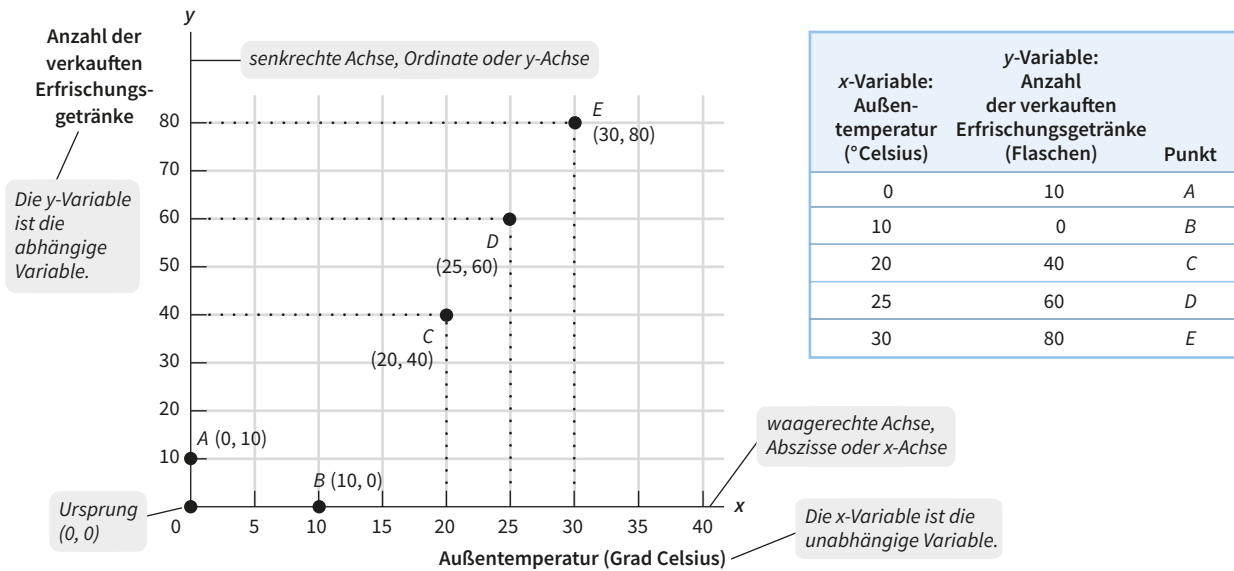 y
Anzahl der
verkauften
Erfrischungs-
getränke
senkrechte Achse, Ordinate oder y-Achse
Die y-Variable
ist die
abhängige
Variable.
80
70
60
50
40
30
20
10
E
(30, 80)
D
(25, 60)
C
(20, 40)
A (0, 10)
B (10, 0)
Ursprung
(0, 0)
0 5 10 15 20 25 30 35 40
x
Außentemperatur (Grad Celsius)
waagerechte Achse,
Abszisse oder x-Achse
Die x-Variable ist die
unabhängige Variable.
x-Variable:
Außen-
temperatur
(°Celsius)
y-Variable:
Anzahl
der verkauften
Erfrischungsgetränke
(Flaschen)
Punkt
0 10 A
10 0 B
20 40 C
25 60 D
30 80 E